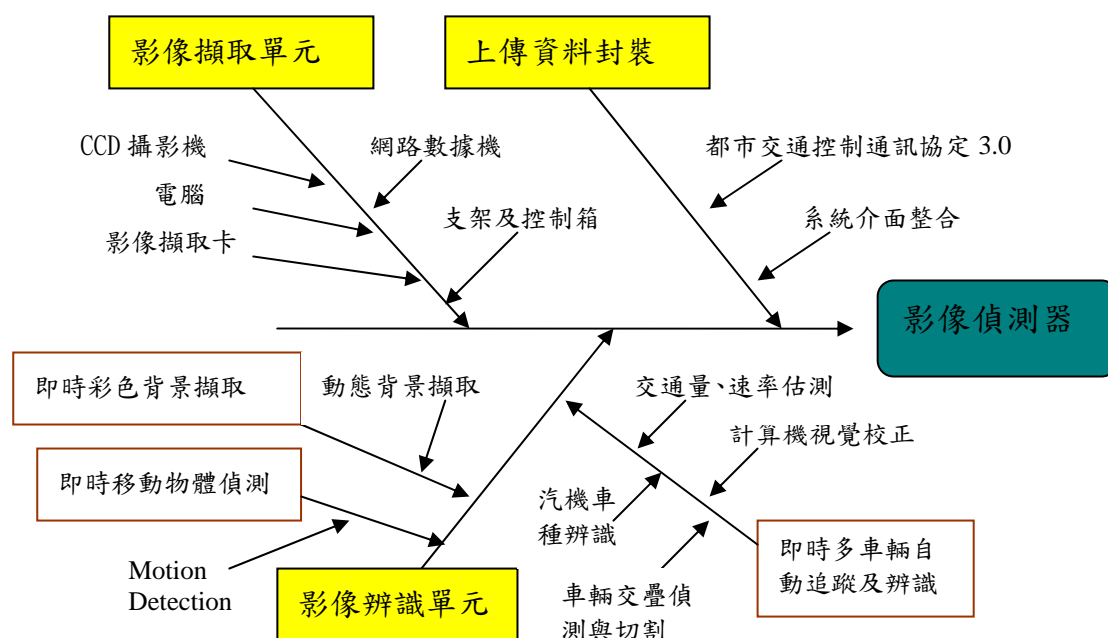 影像擷取單元
上傳資料封裝
CCD 攝影機
網路數據機
都市交通控制通訊協定 3.0
電腦
支架及控制箱
系統介面整合
影像擷取卡
影像偵測器
即時彩色背景擷取
動態背景擷取
交通量、速率估測
計算機視覺校正
即時移動物體偵測
汽機車
種辨識
Motion
Detection
影像辨識單元
車輛交疊偵
測與切割
即時多車輛自
動追蹤及辨識